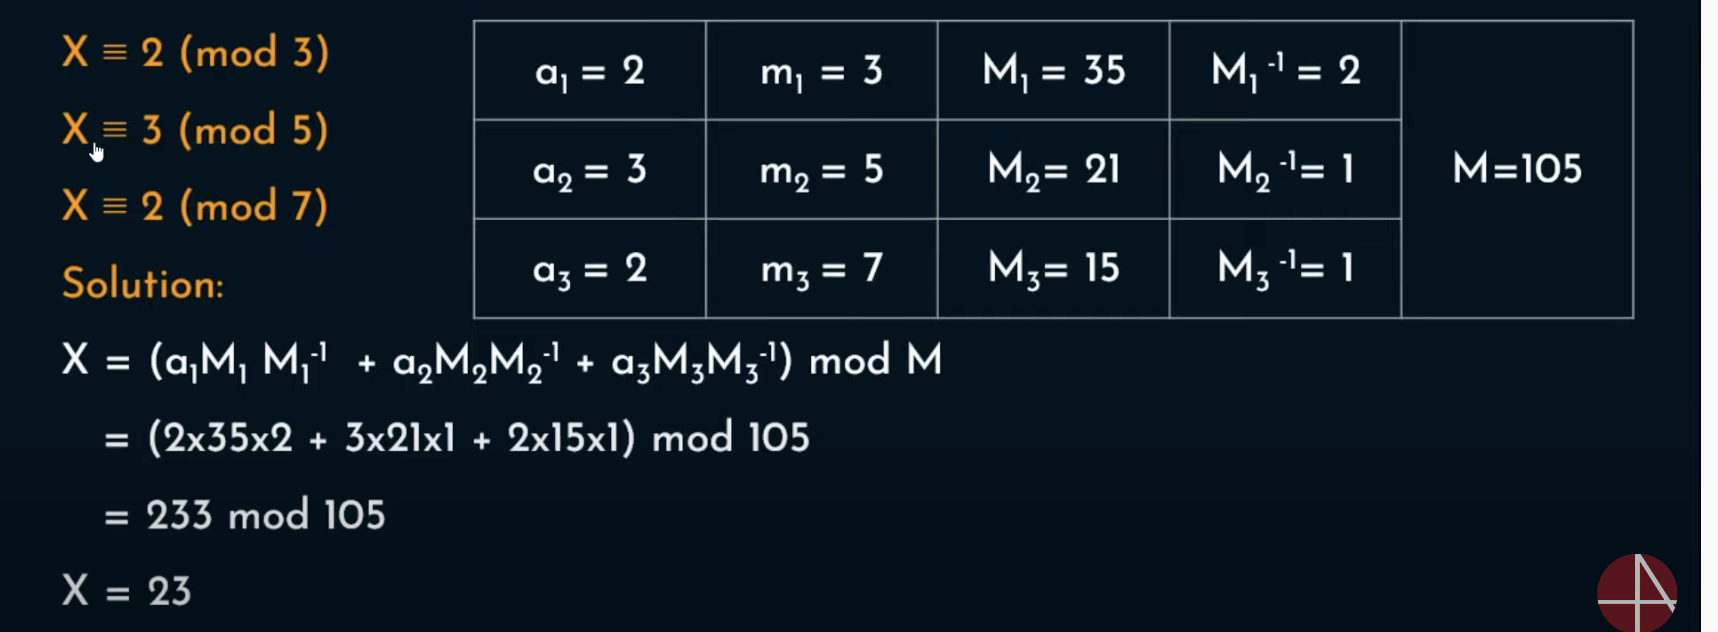 X ≡ 2 (mod 3)
X ≡ 3 (mod 5)
X ≡ 2 (mod 7)
a₁ = 2 m₁ = 3 M₁ = 35 M₁⁻¹ = 2
a₂ = 3 m₂ = 5 M₂= 21 M₂⁻¹= 1 M=105
a₃ = 2 m₃ = 7 M₃= 15 M₃⁻¹= 1
Solution:
X = (a₁M₁ M₁⁻¹ + a₂M₂M₂⁻¹ + a₃M₃M₃⁻¹) mod M
= (2x35x2 + 3x21x1 + 2x15x1) mod 105
= 233 mod 105
X = 23